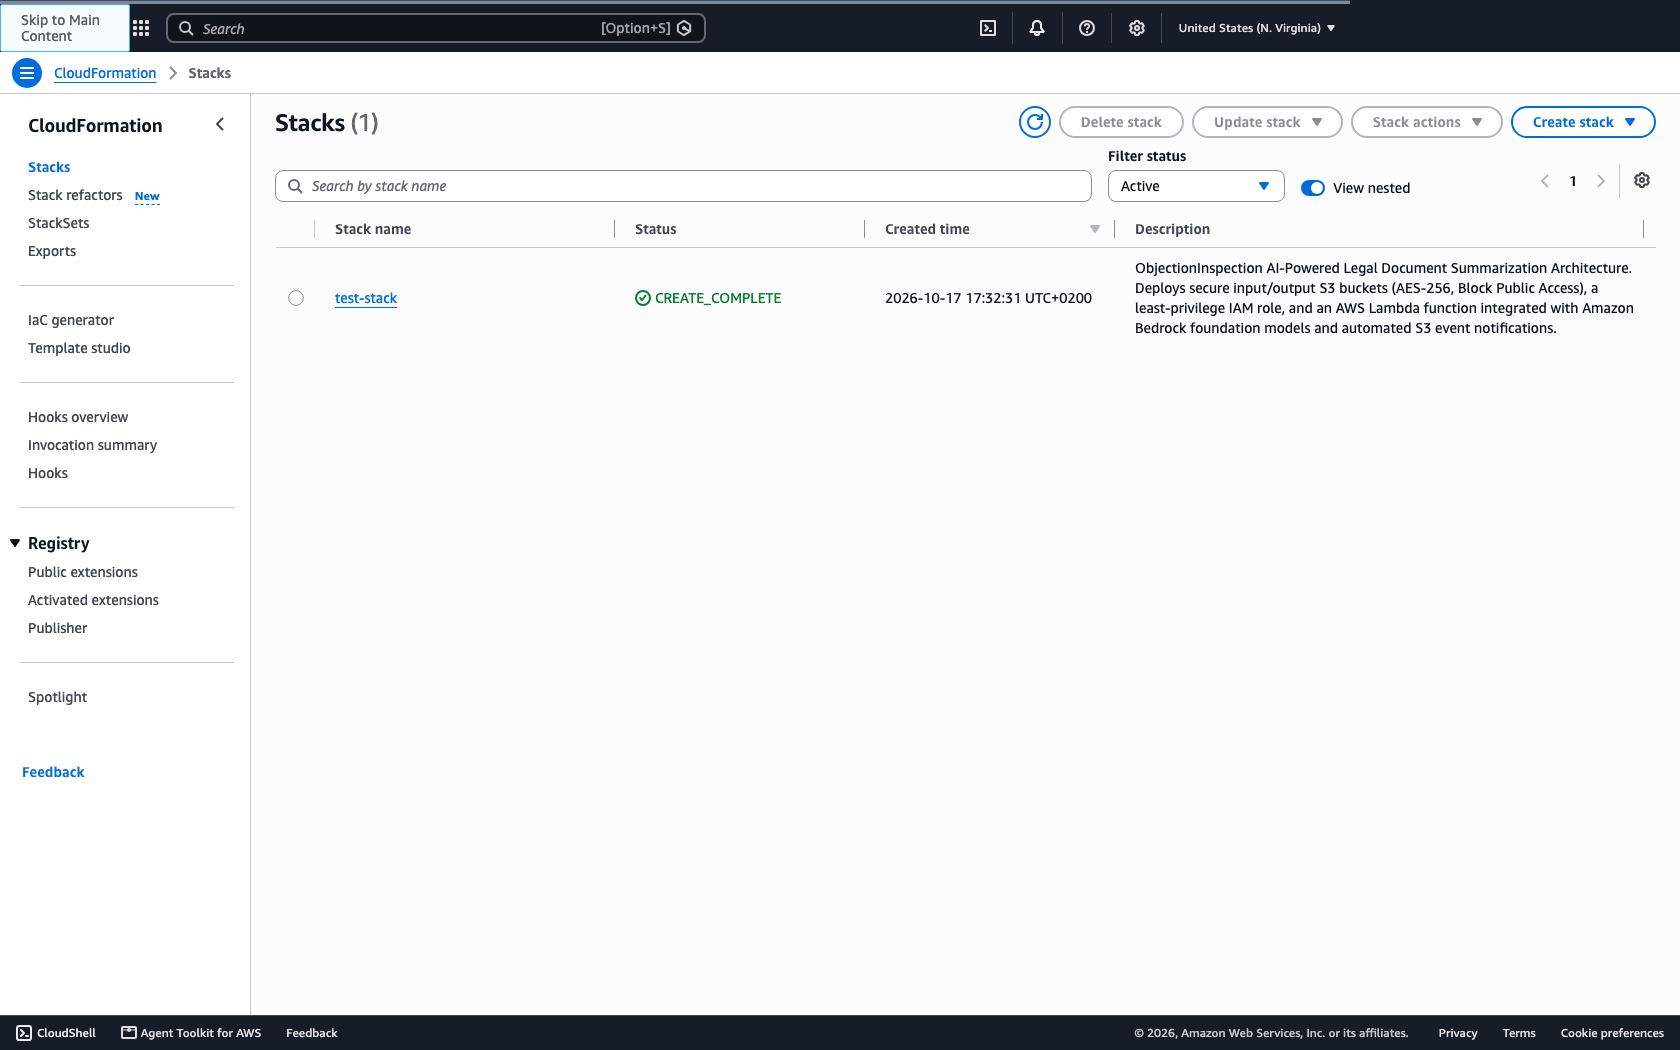 Skip to Main
Content
Search
[Option+S]
United States (N. Virginia)
CloudFormation
Stacks
CloudFormation
Stacks
Stack refactors New
StackSets
Exports
IaC generator
Template studio
Hooks overview
Invocation summary
Hooks
Registry
Public extensions
Activated extensions
Publisher
Spotlight
Feedback
Stacks (1)
Delete stack
Update stack
Stack actions
Create stack
Filter status
Search by stack name
Active
View nested
1
Stack name
Status
Created time
Description
test-stack
CREATE_COMPLETE
2026-10-17 17:32:31 UTC+0200
ObjectionInspection AI-Powered Legal Document Summarization Architecture.
Deploys secure input/output S3 buckets (AES-256, Block Public Access), a
least-privilege IAM role, and an AWS Lambda function integrated with Amazon
Bedrock foundation models and automated S3 event notifications.
CloudShell
Agent Toolkit for AWS
Feedback
© 2026, Amazon Web Services, Inc. or its affiliates.
Privacy
Terms
Cookie preferences